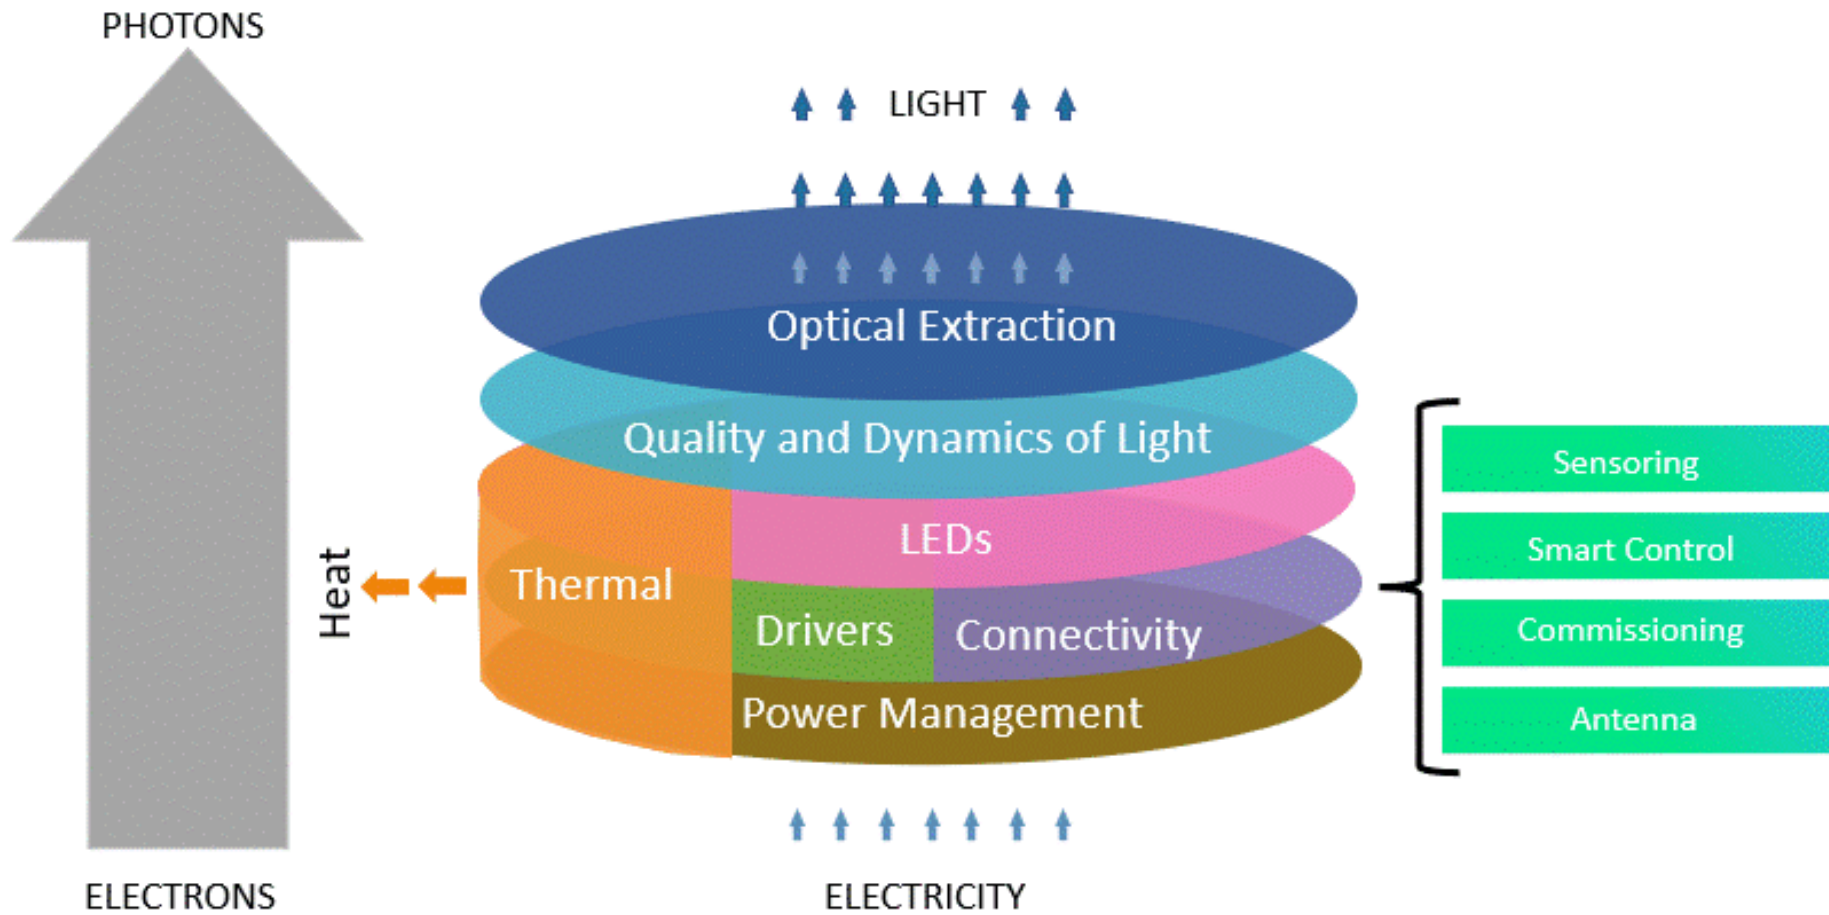 PHOTONS
LIGHT
Optical Extraction
Quality and Dynamics of Light
LEDs
Thermal
Heat
Drivers
Connectivity
Power Management
Sensoring
Smart Control
Commissioning
Antenna
ELECTRONS
ELECTRICITY